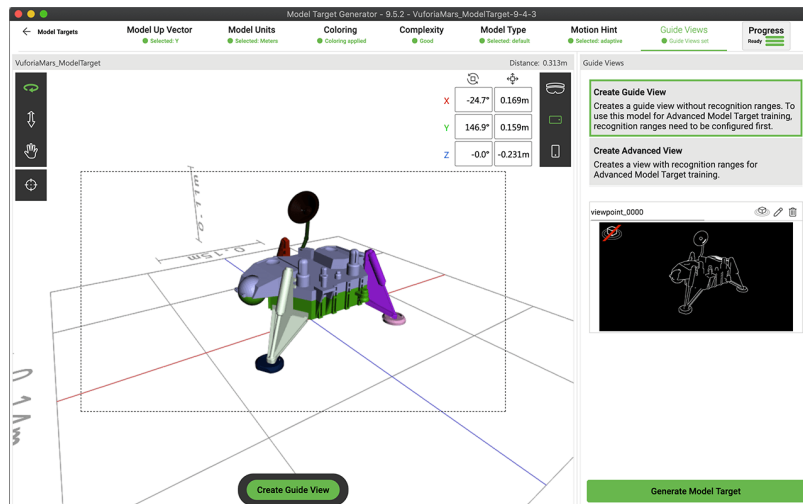 Model Target Generator - 9.5.2 - VuforiaMars_ModelTarget-9-4-3
Model Targets
Model Up Vector
Selected: Y
Model Units
Selected: Meters
Coloring
Coloring applied
Complexity
Good
Model Type
Selected: default
Motion Hint
Selected: adaptive
Guide Views
Guide Views set
Progress
Ready
VuforiaMars_ModelTarget
Distance: 0.313m
Guide Views
X -24.7° 0.169m
Y 146.9° 0.159m
Z -0.0° -0.231m
Create Guide View
Creates a guide view without recognition ranges. To
use this model for Advanced Model Target training,
recognition ranges need to be configured first.
Create Advanced View
Creates a view with recognition ranges for
Advanced Model Target training.
viewpoint_0000
0.15m
Create Guide View
Generate Model Target